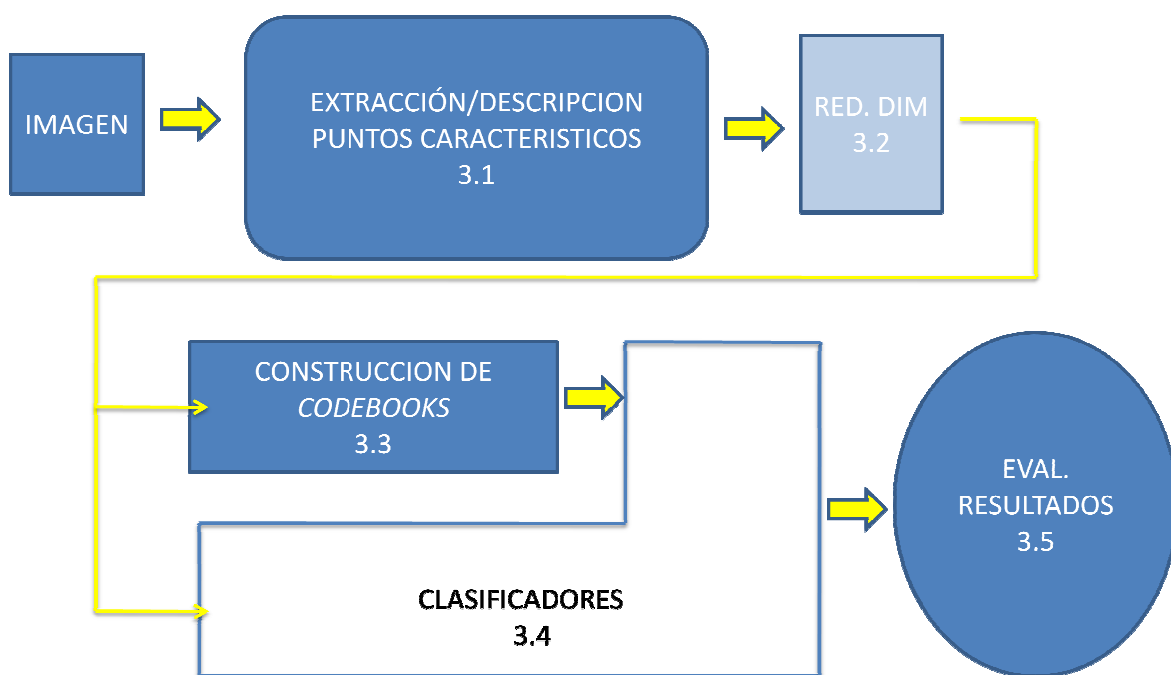 IMAGEN
EXTRACCIÓN/DESCRIPCION
PUNTOS CARACTERISTICOS
3.1
RED. DIM
3.2
CONSTRUCCION DE
CODEBOOKS
3.3
CLASIFICADORES
3.4
EVAL.
RESULTADOS
3.5